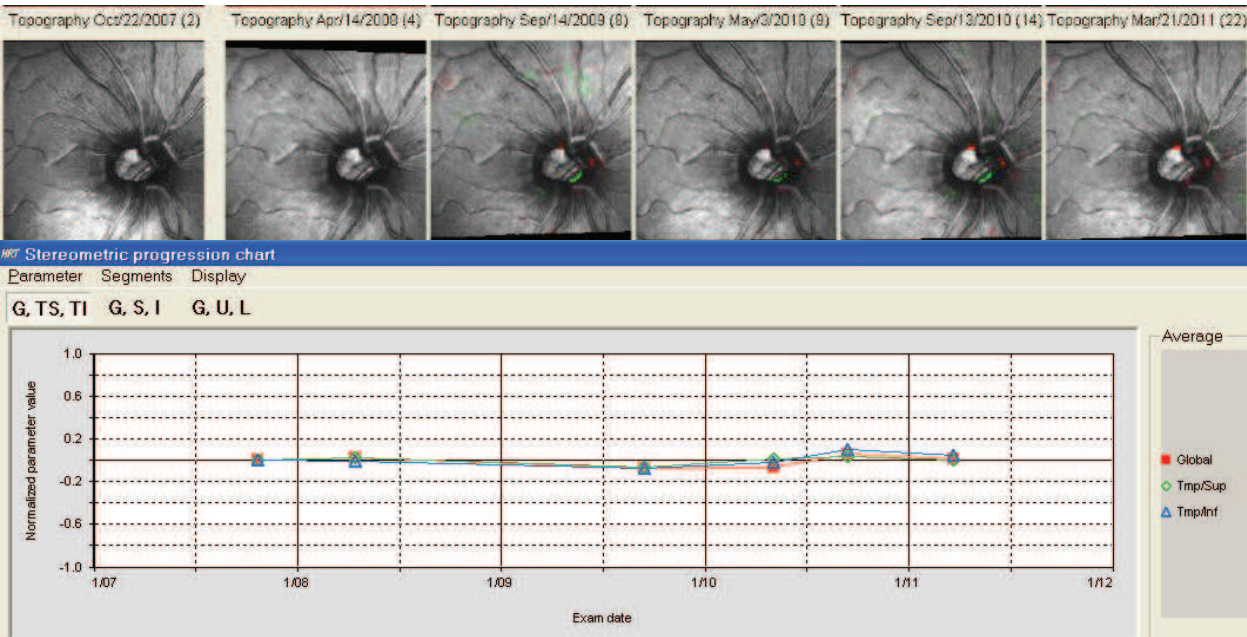 Topography Oct/22/2007 (2) Topography Apr/14/2008 (4) Topography Sep/14/2009 (8) Topography May/3/2010 (9) Topography Sep/13/2010 (14) Topography Mar/21/2011 (22)
HRT Stereometric progression chart
Parameter Segments Display
G, TS, TI G, S, I G, U, L
Average
1.0
0.6
0.2
-0.2
-0.6
-1.0
Normalized parameter value
Global
Tmp/Sup
Tmp/Inf
1/07 1/08 1/09 1/10 1/11 1/12
Exam date